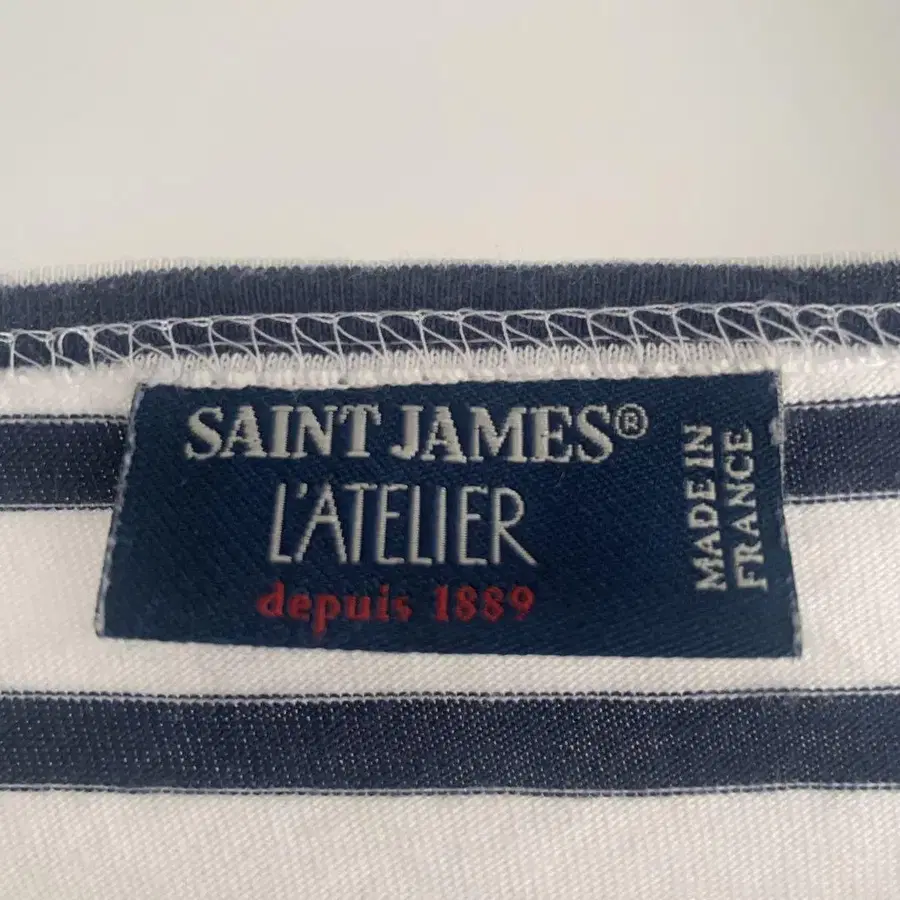 SAINT JAMES®
L'ATELIER
depuis 1889
MADE IN
FRANCE